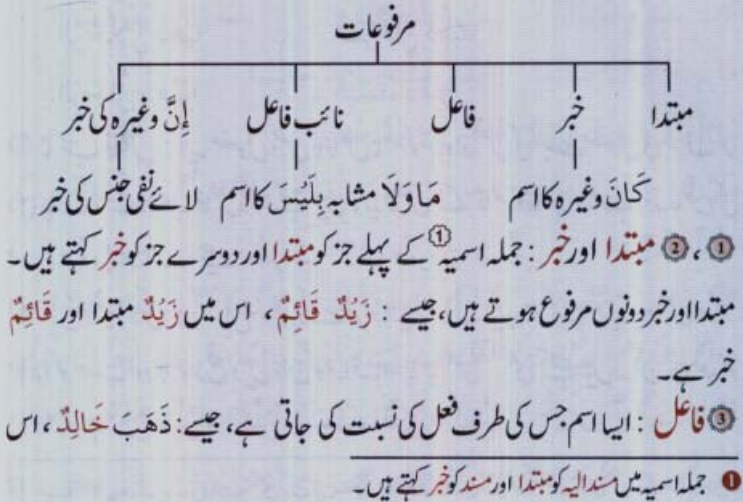 مرفوعات
مبتدا خبر فاعل نائب فاعل إِنَّ وغیرہ کی خبر
کَانَ وغیرہ کا اسم مَا وَلَا مشابہ بِلَیْسَ کا اسم لائے نفی جنس کی خبر
①، ② مبتدا اور خبر : جملہ اسمیہ① کے پہلے جز کو مبتدا اور دوسرے جز کو خبر کہتے ہیں۔
مبتدا اور خبر دونوں مرفوع ہوتے ہیں، جیسے : زَیْدٌ قَائِمٌ، اس میں زَیْدٌ مبتدا اور قَائِمٌ
خبر ہے۔
③ فاعل : ایسا اسم جس کی طرف فعل کی نسبت کی جاتی ہے، جیسے: ذَهَبَ خَالِدٌ، اس
❶ جملہ اسمیہ میں مسند الیہ کو مبتدا اور مسند کو خبر کہتے ہیں۔